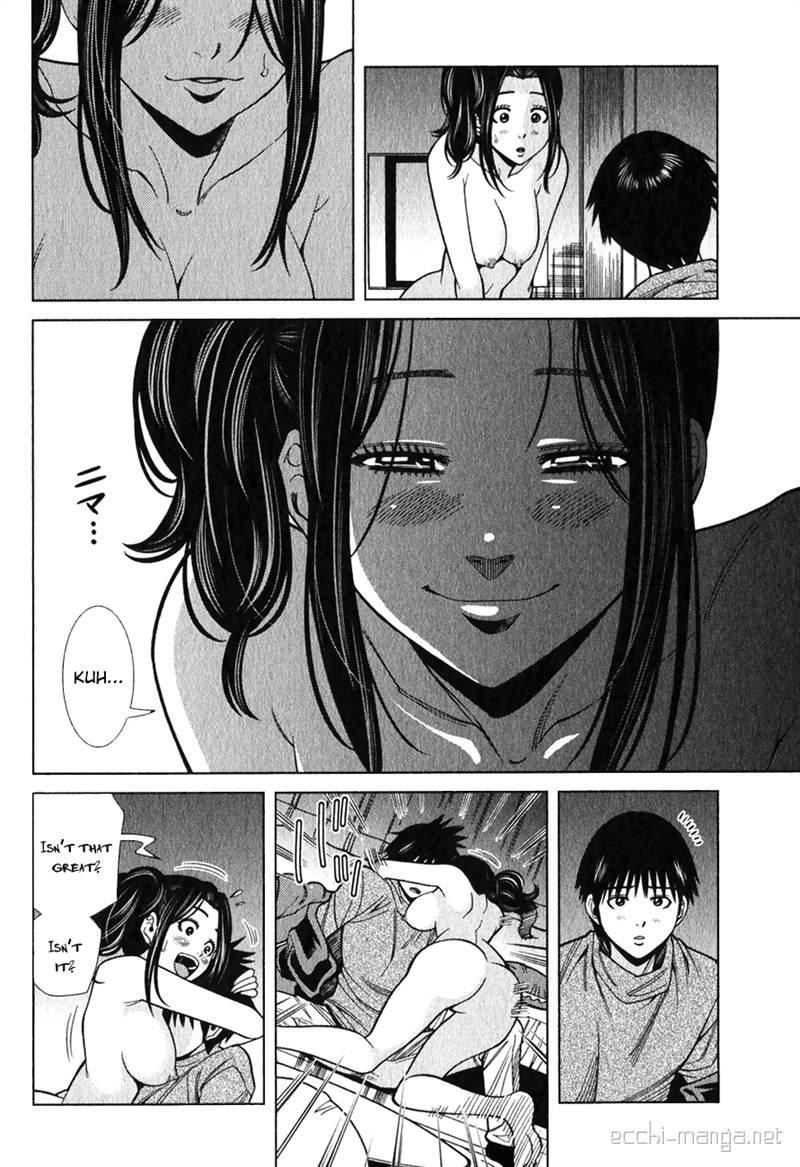 ニマ…
KUH...
ISN'T THAT
GREAT?
ISN'T
IT?
ecchi-manga.net